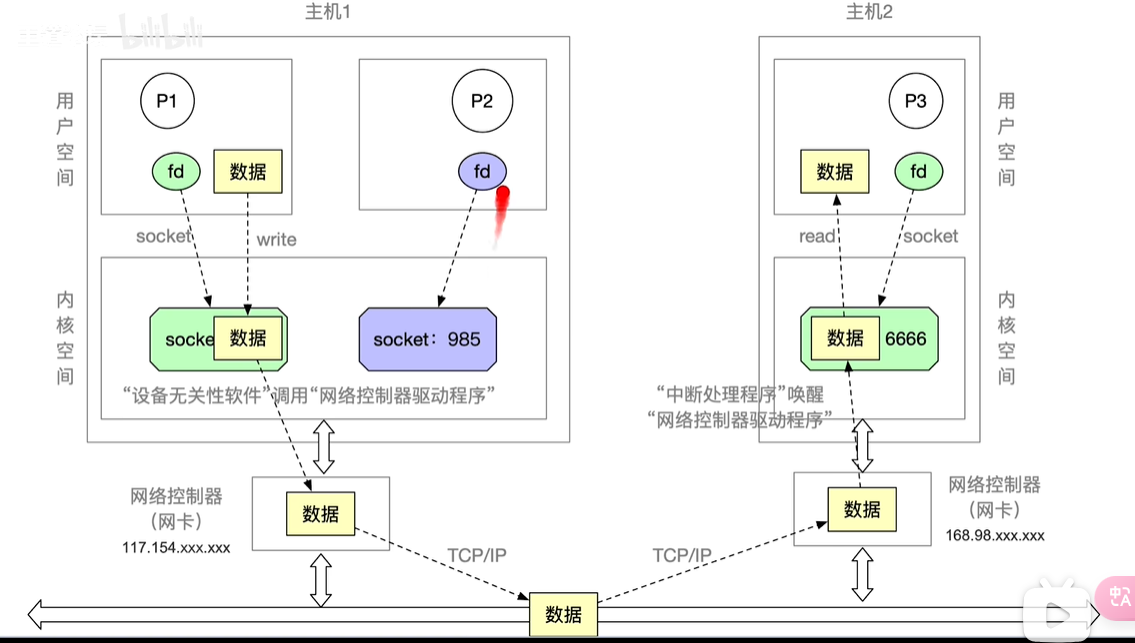 主机1
主机2
bilibili
用户空间
P1
P2
P3
用户空间
fd
数据
fd
数据
fd
socket
write
read
socket
内核空间
socke
数据
socket：985
数据
6666
内核空间
“设备无关性软件”调用“网络控制器驱动程序”
“中断处理程序”唤醒
“网络控制器驱动程序”
网络控制器
（网卡）
117.154.xxx.xxx
数据
数据
网络控制器
（网卡）
168.98.xxx.xxx
TCP/IP
TCP/IP
数据
中A